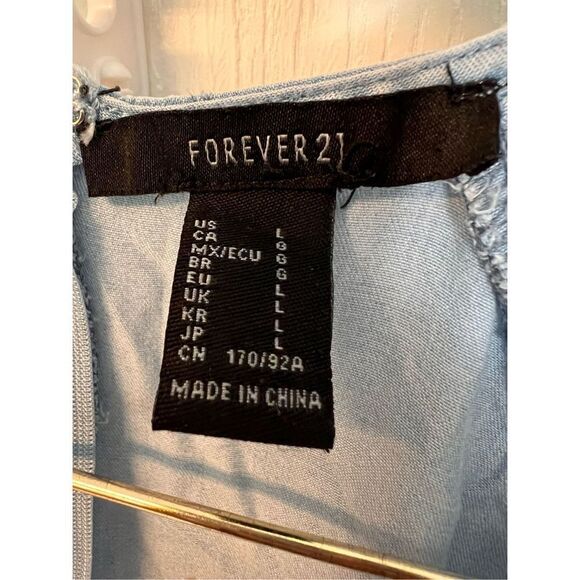 FOREVER 21
US L
CA G
MX/ECU G
BR G
EU L
UK L
KR L
JP L
CN 170/92A
MADE IN CHINA